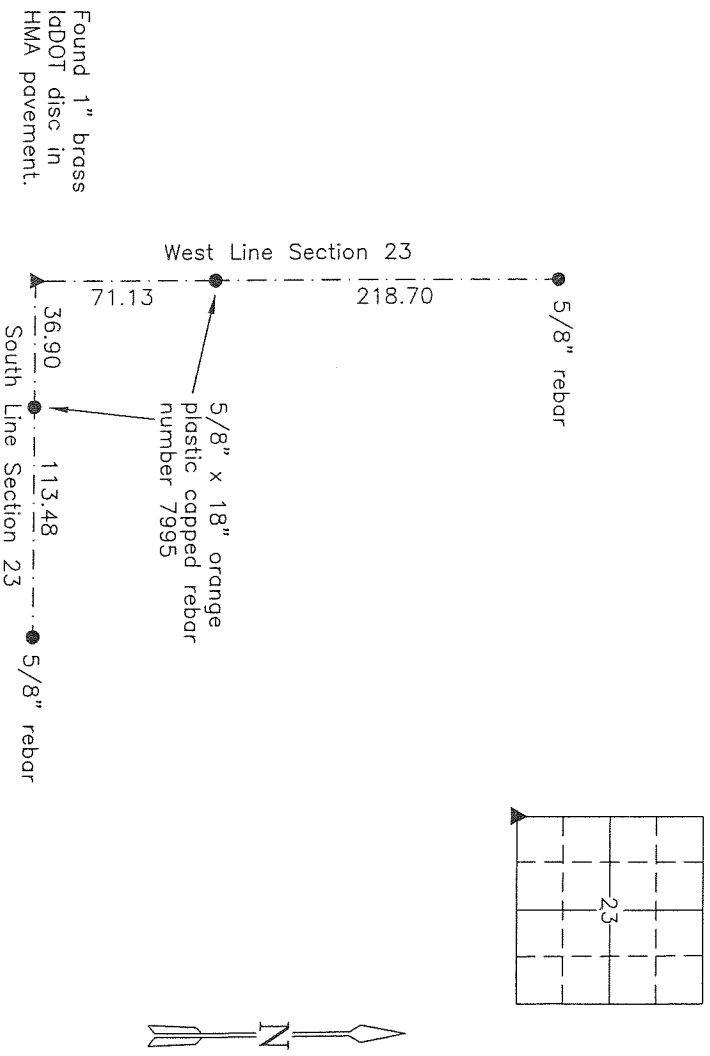 Found 1" brass
IaDOT disc in
HMA pavement.
West Line Section 23
71.13
218.70
5/8" rebar
5/8" x 18" orange
plastic capped rebar
number 7995
36.90
113.48
South Line Section 23
5/8" rebar
23
N